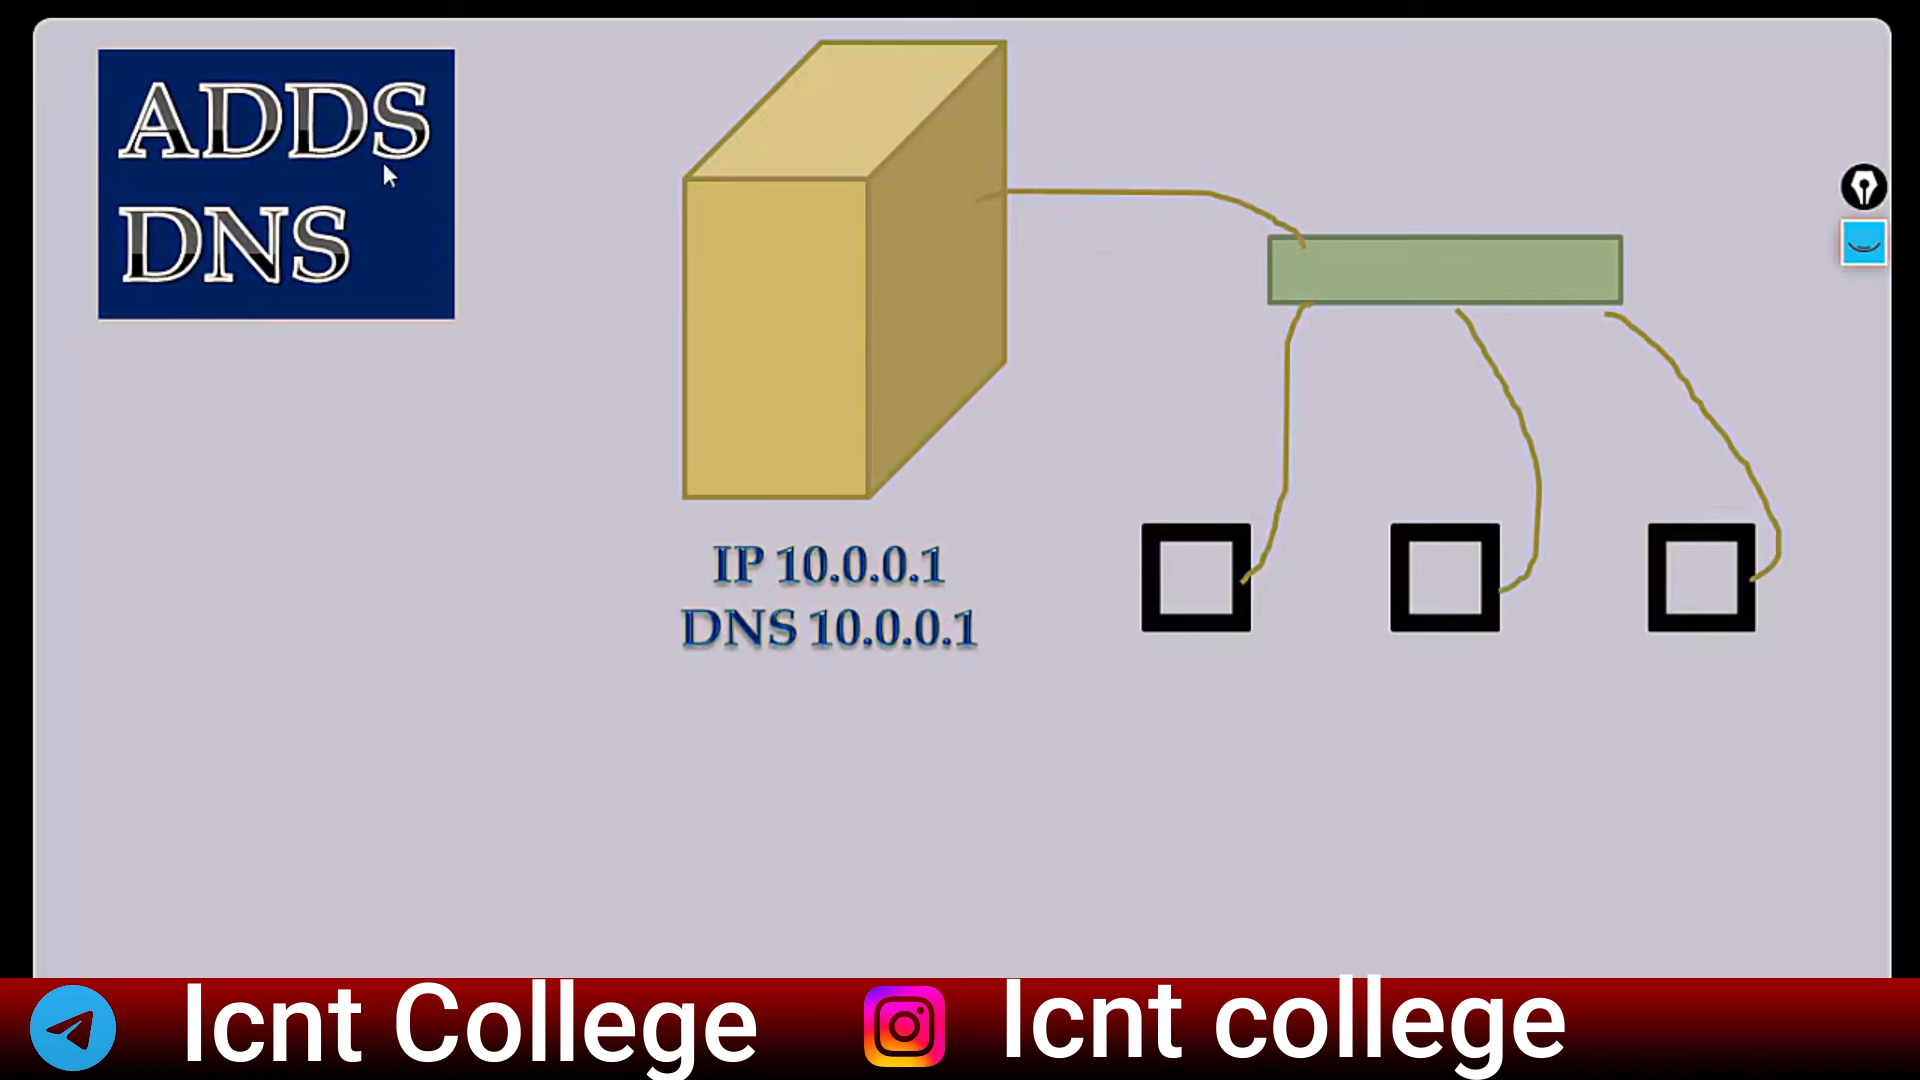 ADDS
DNS
IP 10.0.0.1
DNS 10.0.0.1
Icnt College
Icnt college